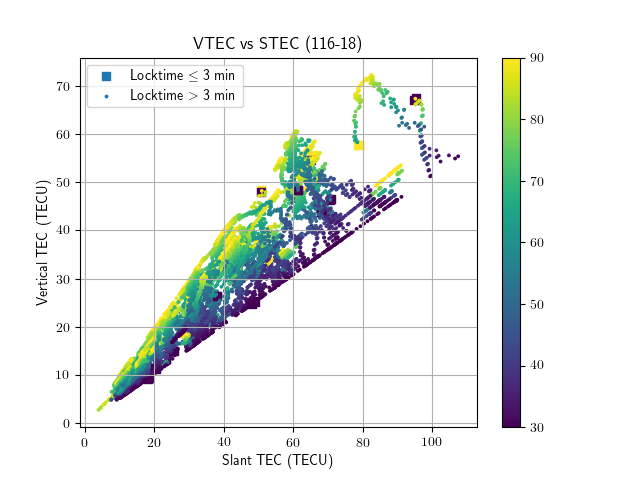 VTEC vs STEC (116-18)
Locktime ≤ 3 min
Locktime > 3 min
Vertical TEC (TECU)
70
60
50
40
30
20
10
0
0 20 40 60 80 100
Slant TEC (TECU)
90
80
70
60
50
40
30